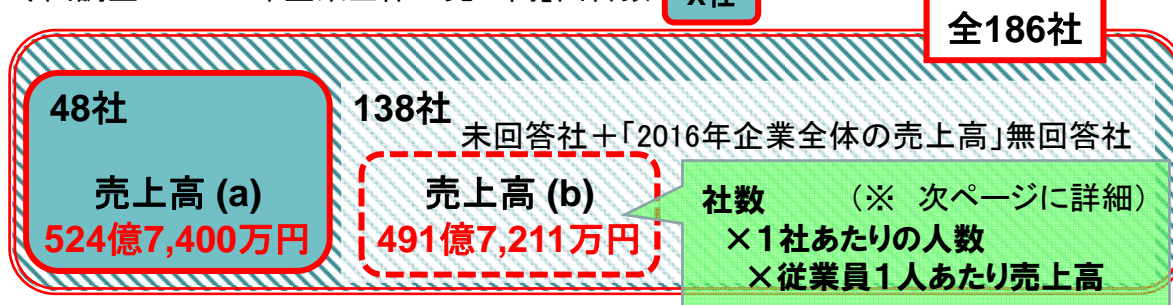 X社
全186社
48社
138社
未回答社＋「2016年企業全体の売上高」無回答社
売上高 (a)
524億7,400万円
売上高 (b)
491億7,211万円
社数　（※　次ページに詳細）
×１社あたりの人数
×従業員１人あたり売上高